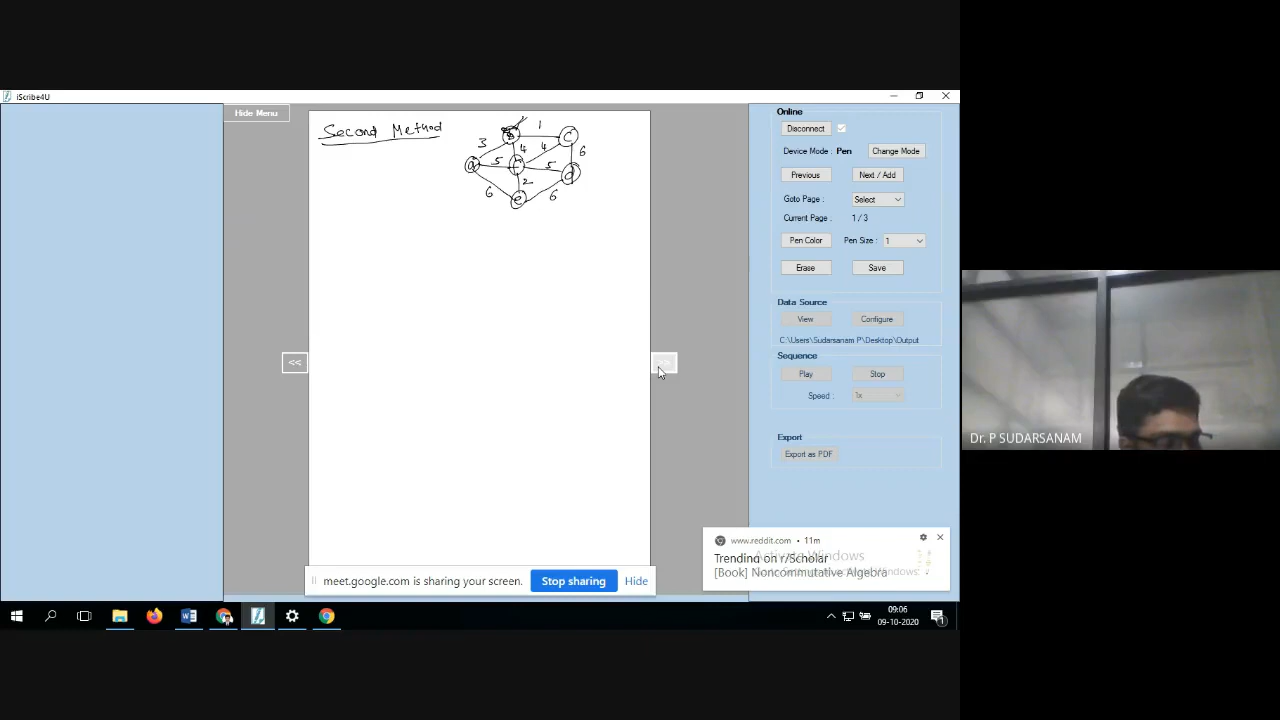 iScribe4U
Hide Menu
Second Method
b
1
c
3
4
4
6
a
5
5
d
2
6
e
6
<<
>>
Online
Disconnect
Device Mode : Pen
Change Mode
Previous
Next / Add
Goto Page :
Select
Current Page :
1 / 3
Pen Color
Pen Size :
1
Erase
Save
Data Source
View
Configure
C:\Users\Sudarsanam P\Desktop\Output
Sequence
Play
Stop
Speed :
1x
Export
Export as PDF
www.reddit.com • 11m
Trending on r/Scholar
[Book] Noncommutative Algebra
Activate Windows
meet.google.com is sharing your screen.
Stop sharing
Hide
09:06
09-10-2020
1
Dr. P SUDARSANAM